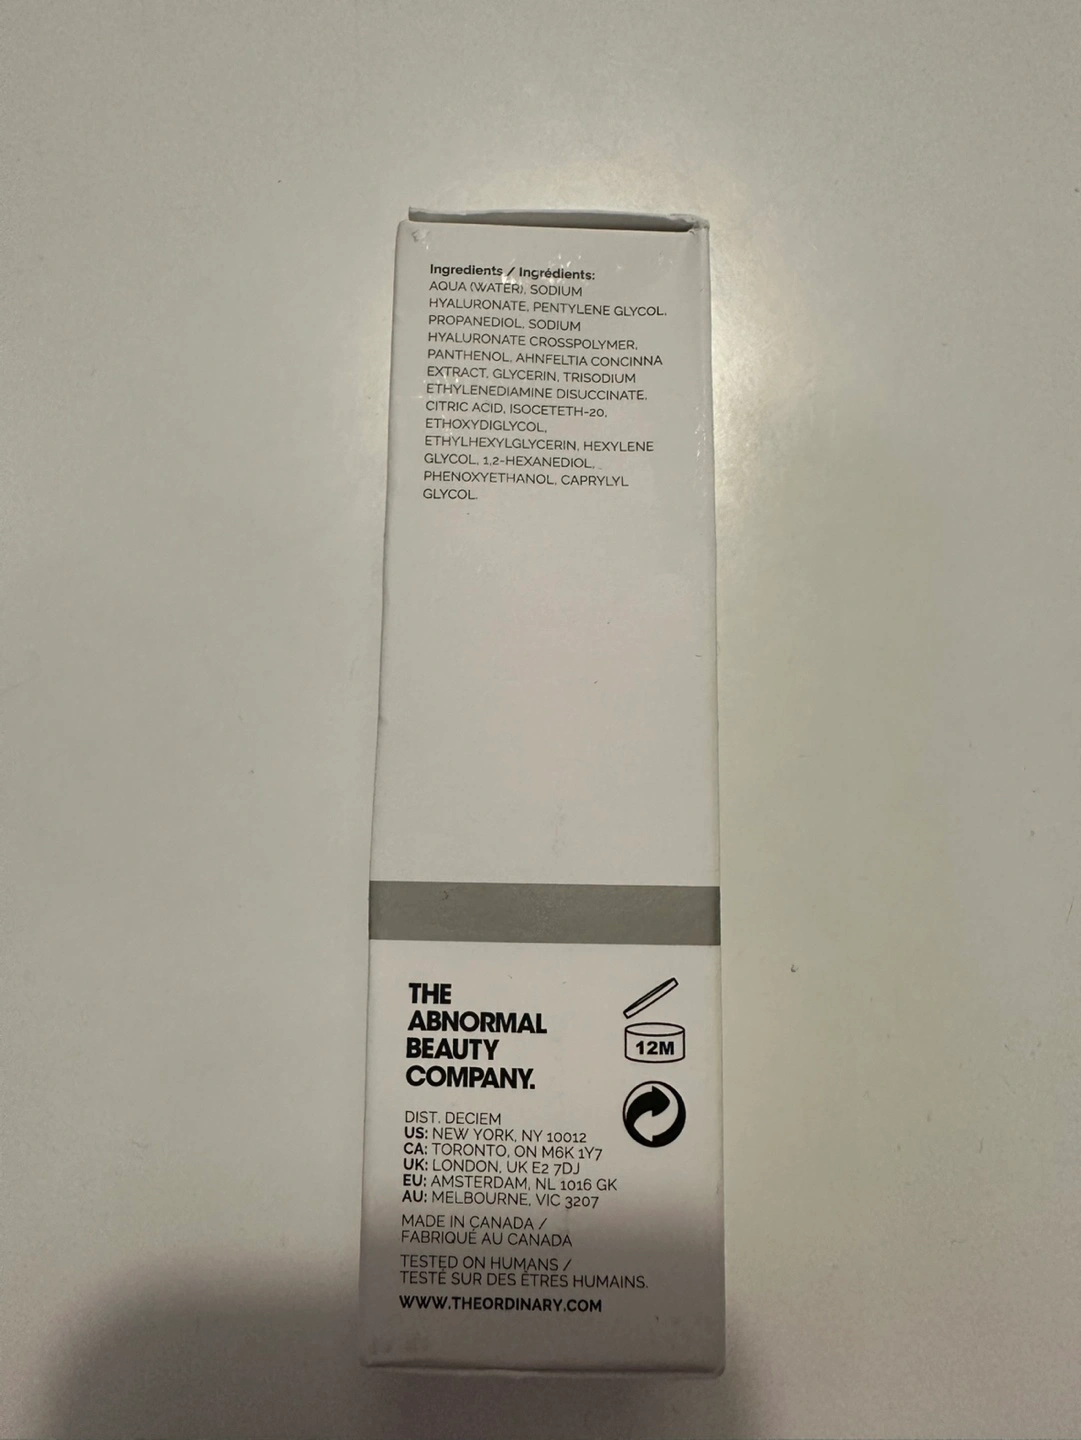 Ingredients / Ingrédients:
AQUA (WATER), SODIUM
HYALURONATE, PENTYLENE GLYCOL,
PROPANEDIOL, SODIUM
HYALURONATE CROSSPOLYMER,
PANTHENOL, AHNFELTIA CONCINNA
EXTRACT, GLYCERIN, TRISODIUM
ETHYLENEDIAMINE DISUCCINATE,
CITRIC ACID, ISOCETETH-20,
ETHOXYDIGLYCOL,
ETHYLHEXYLGLYCERIN, HEXYLENE
GLYCOL, 1,2-HEXANEDIOL,
PHENOXYETHANOL, CAPRYLYL
GLYCOL.
THE
ABNORMAL
BEAUTY
COMPANY.
12M
DIST. DECIEM
US: NEW YORK, NY 10012
CA: TORONTO, ON M6K 1Y7
UK: LONDON, UK E2 7DJ
EU: AMSTERDAM, NL 1016 GK
AU: MELBOURNE, VIC 3207
MADE IN CANADA /
FABRIQUÉ AU CANADA
TESTED ON HUMANS /
TESTÉ SUR DES ÊTRES HUMAINS.
WWW.THEORDINARY.COM